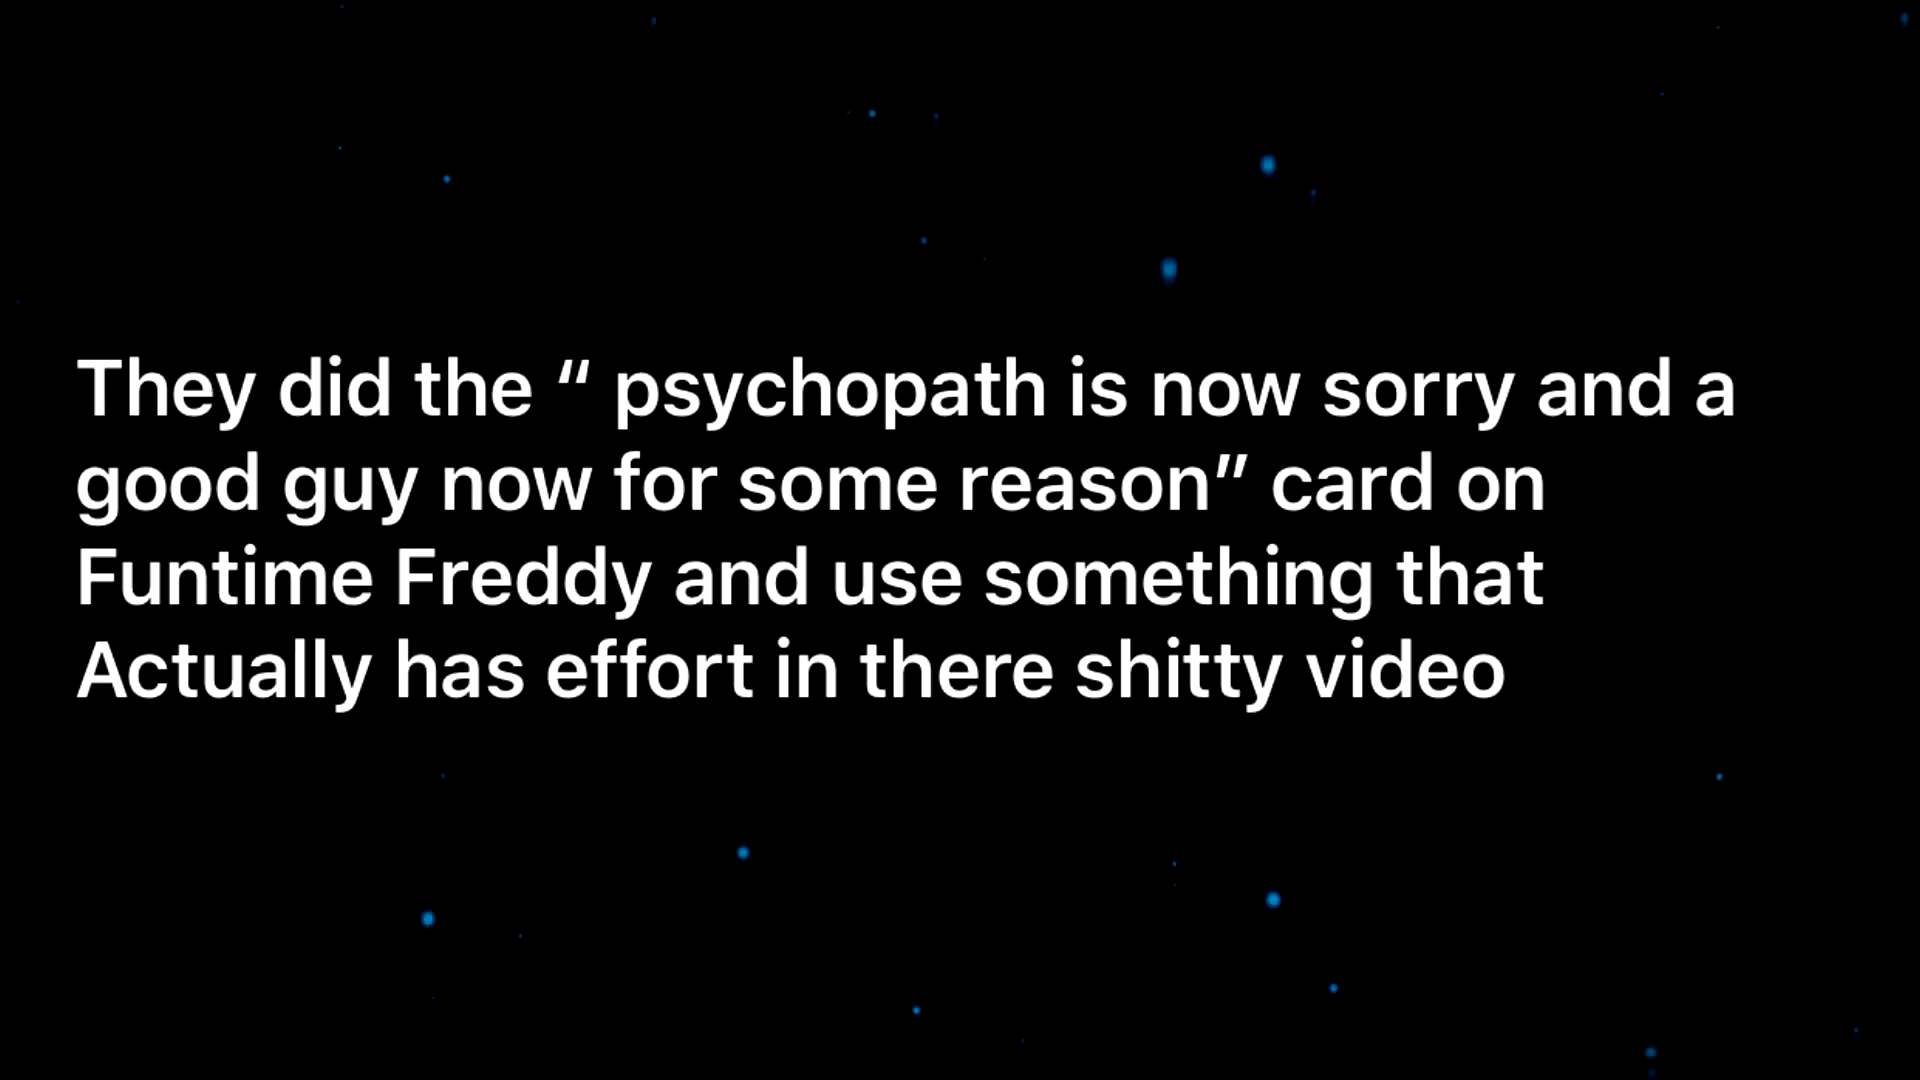 They did the “ psychopath is now sorry and a
good guy now for some reason” card on
Funtime Freddy and use something that
Actually has effort in there shitty video